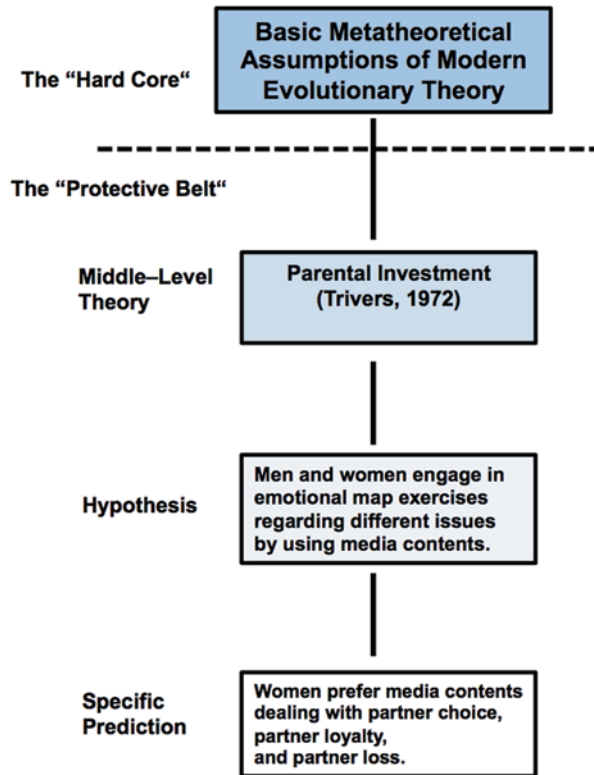 Basic Metatheoretical
Assumptions of Modern
Evolutionary Theory
The “Hard Core“
The “Protective Belt“
Middle–Level
Theory
Parental Investment
(Trivers, 1972)
Hypothesis
Men and women engage in
emotional map exercises
regarding different issues
by using media contents.
Specific
Prediction
Women prefer media contents
dealing with partner choice,
partner loyalty,
and partner loss.